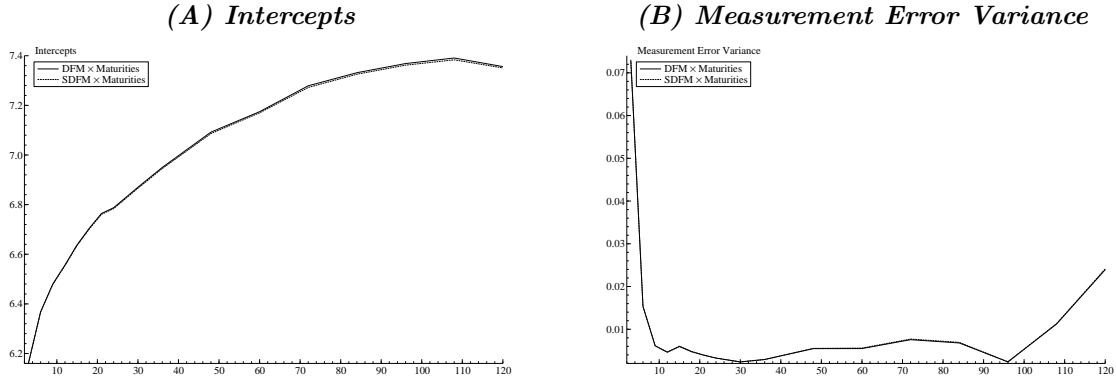 (A) Intercepts
Intercepts
DFM × Maturities
SDFM × Maturities
7.4
7.2
7.0
6.8
6.6
6.4
6.2
10 20 30 40 50 60 70 80 90 100 110 120
(B) Measurement Error Variance
Measurement Error Variance
DFM × Maturities
SDFM × Maturities
0.07
0.06
0.05
0.04
0.03
0.02
0.01
10 20 30 40 50 60 70 80 90 100 110 120